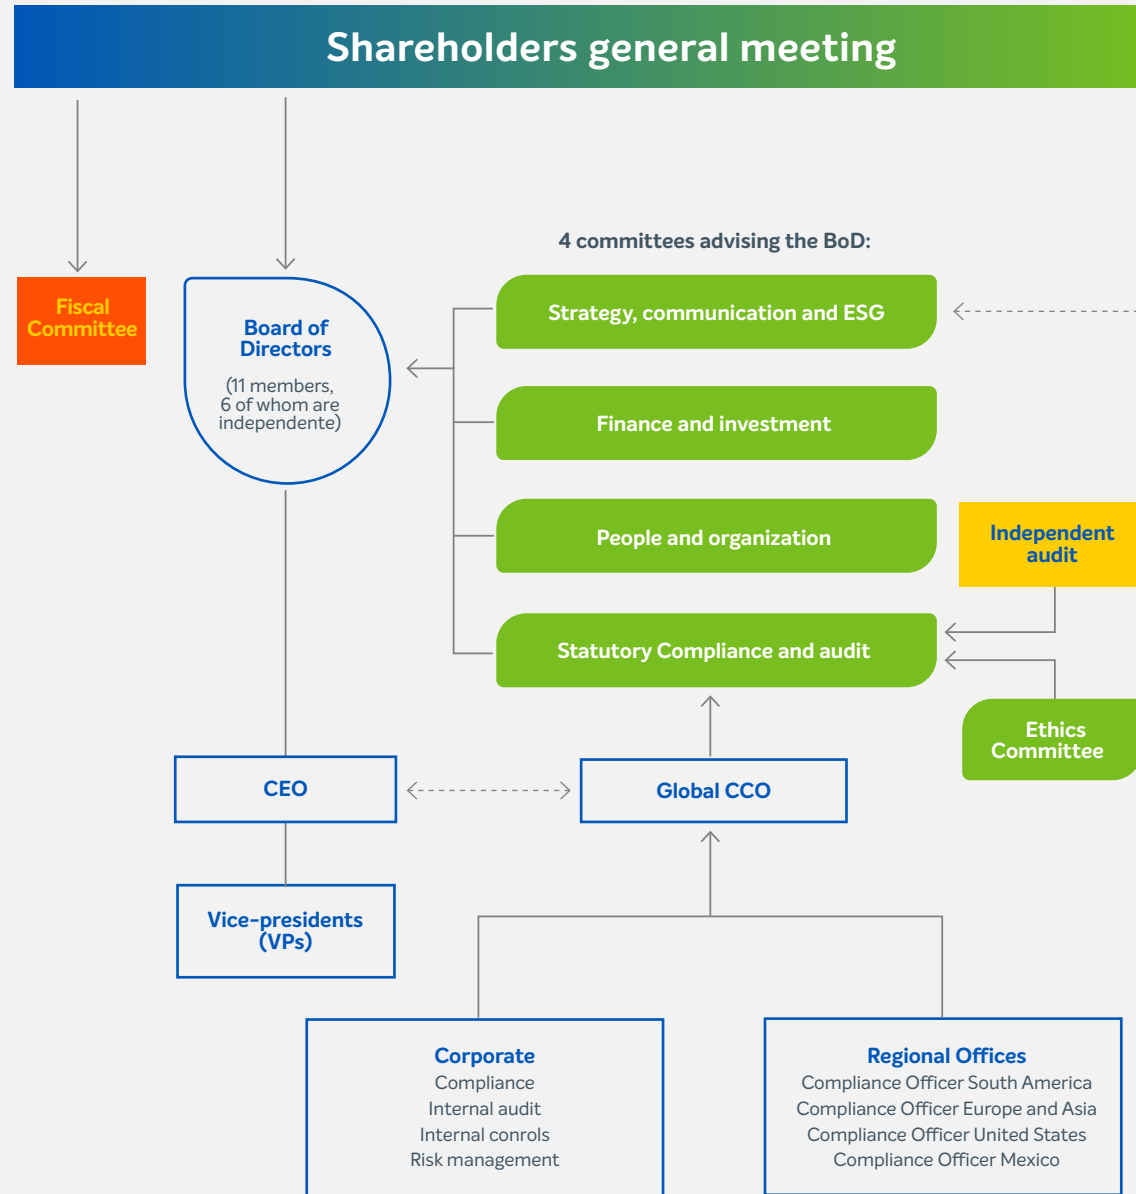 Shareholders general meeting
4 committees advising the BoD:
Fiscal
Committee
Board of
Directors
(11 members,
6 of whom are
independente)
Strategy, communication and ESG
Finance and investment
People and organization
Statutory Compliance and audit
Independent
audit
Ethics
Committee
CEO
Global CCO
Vice-presidents
(VPs)
Corporate
Compliance
Internal audit
Internal conrols
Risk management
Regional Offices
Compliance Officer South America
Compliance Officer Europe and Asia
Compliance Officer United States
Compliance Officer Mexico